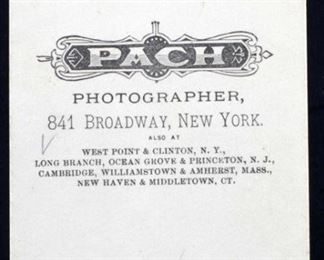 PACH
PHOTOGRAPHER,
841 BROADWAY, NEW YORK.
ALSO AT
WEST POINT & CLINTON, N. Y.,
LONG BRANCH, OCEAN GROVE & PRINCETON, N. J.,
CAMBRIDGE, WILLIAMSTOWN & AMHERST, MASS.,
NEW HAVEN & MIDDLETOWN, CT.